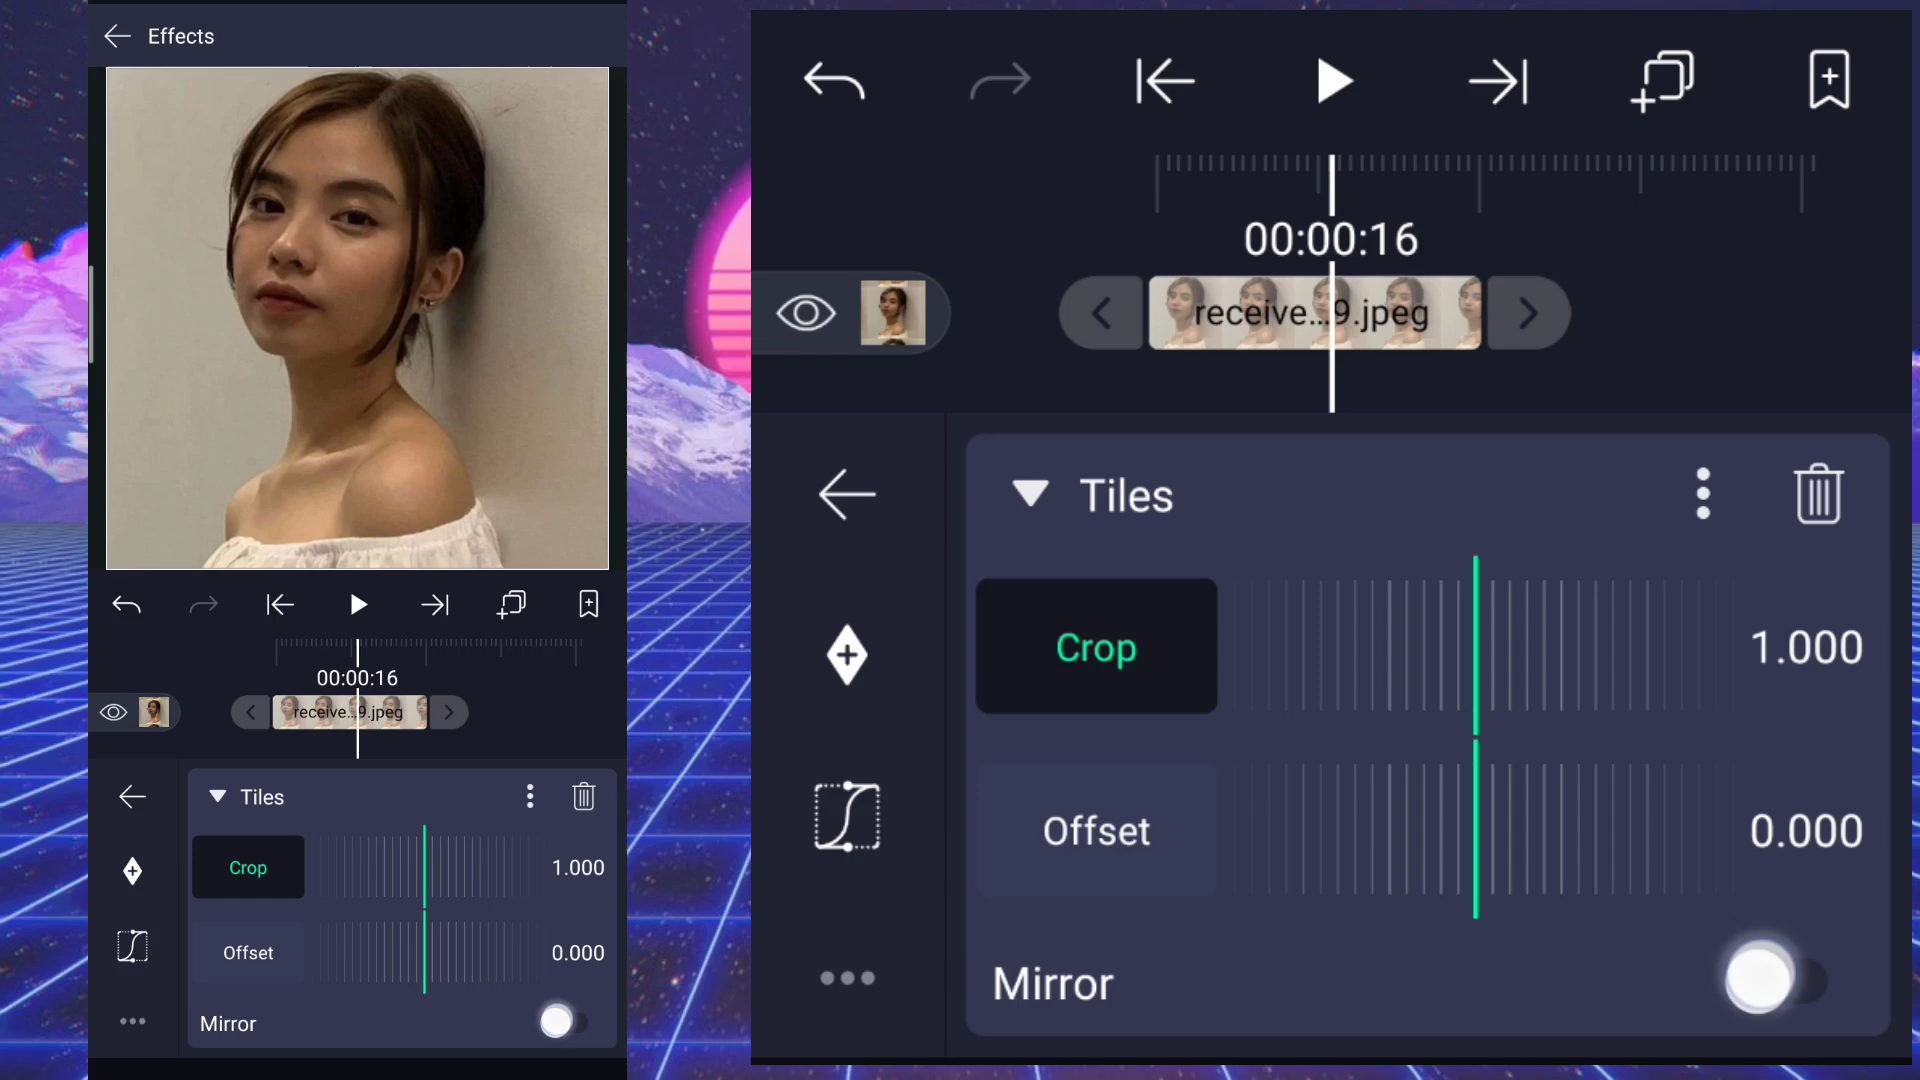 Effects
00:00:16
receive...9.jpeg
Tiles
Crop
1.000
Offset
0.000
Mirror
00:00:16
receive...9.jpeg
Tiles
Crop
1.000
Offset
0.000
Mirror